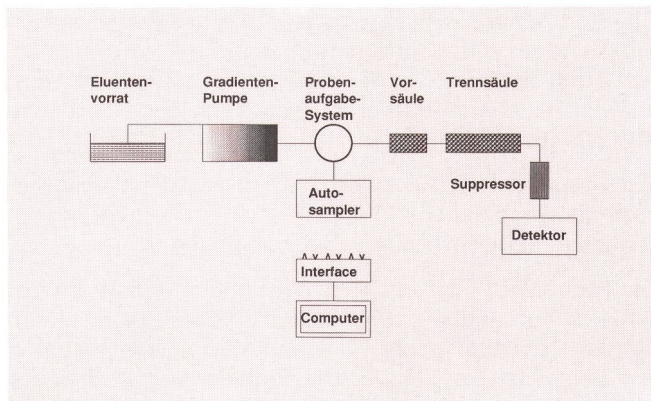 Eluenten-
vorrat
Gradienten-
Pumpe
Proben-
aufgabe-
System
Vor-
säule
Trennsäule
Suppressor
Auto-
sampler
Detektor
Interface
Computer